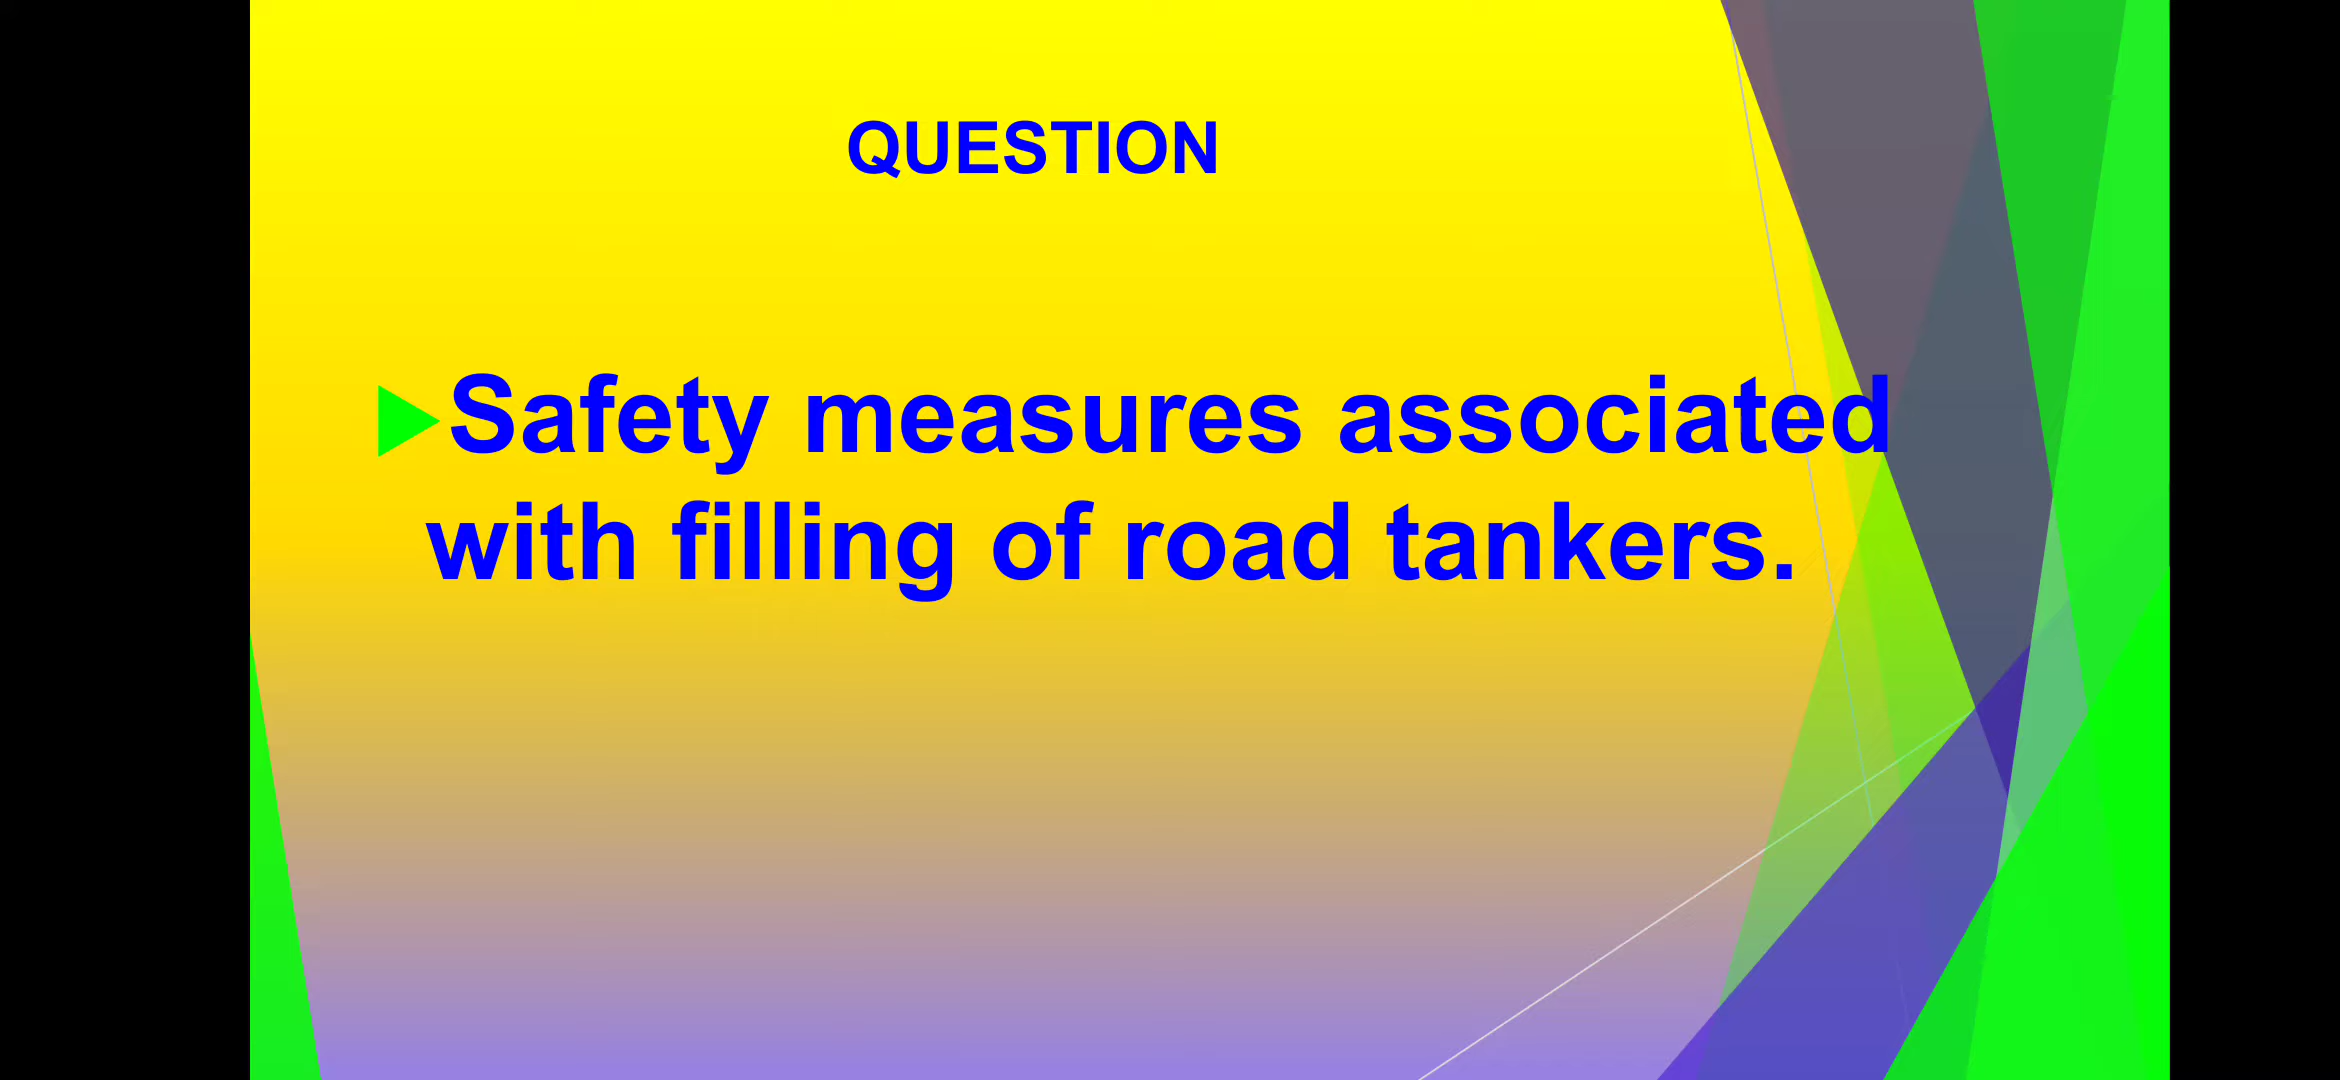 QUESTION
Safety measures associated
with filling of road tankers.